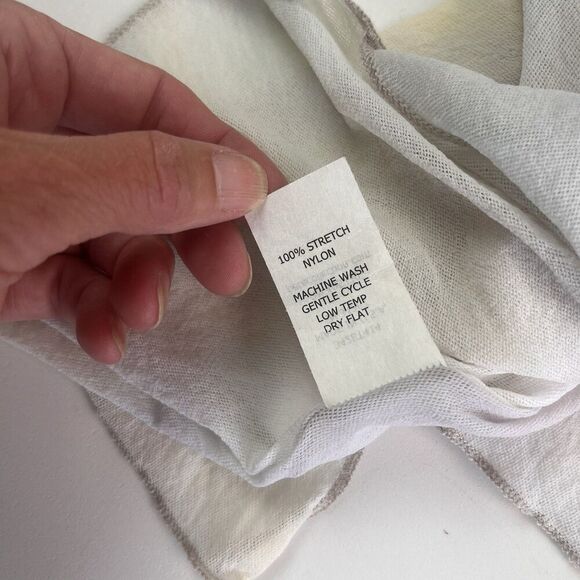 100% STRETCH
NYLON
MACHINE WASH
GENTLE CYCLE
LOW TEMP
DRY FLAT